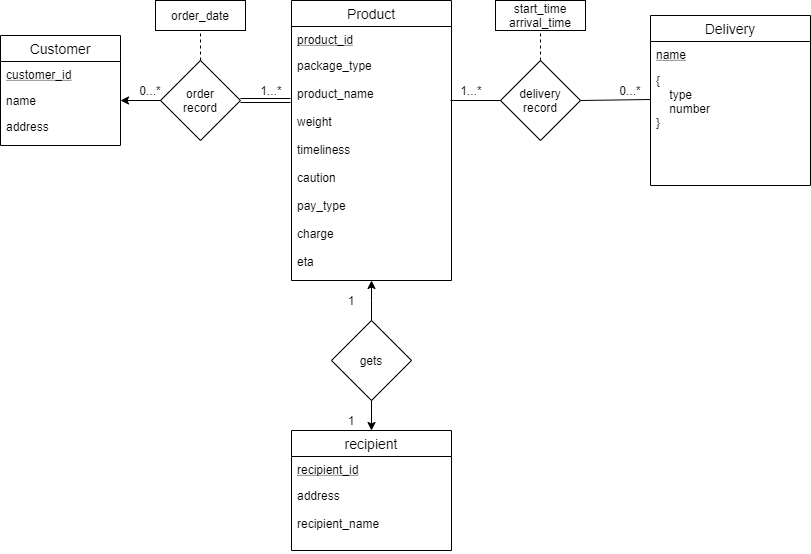 Customer
customer_id
name
address
order_date
0...*
order
record
1...*
Product
product_id
package_type
product_name
weight
timeliness
caution
pay_type
charge
eta
start_time
arrival_time
1...*
delivery
record
0...*
Delivery
name
{
type
number
}
1
gets
1
recipient
recipient_id
address
recipient_name